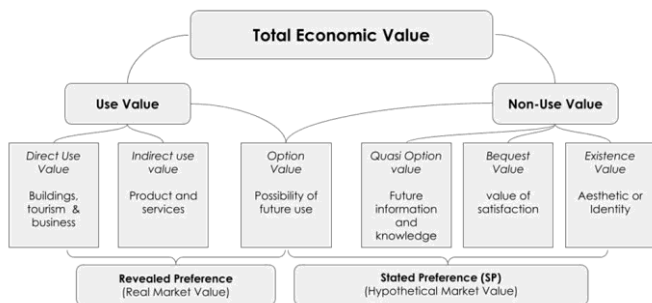 Total Economic Value
Use Value
Non-Use Value
Direct Use
Value
Buildings,
tourism &
business
Indirect use
value
Product and
services
Option
Value
Possibility of
future use
Quasi Option
value
Future
information
and
knowledge
Bequest
Value
value of
satisfaction
Existence
Value
Aesthetic or
Identity
Revealed Preference
(Real Market Value)
Stated Preference (SP)
(Hypothetical Market Value)